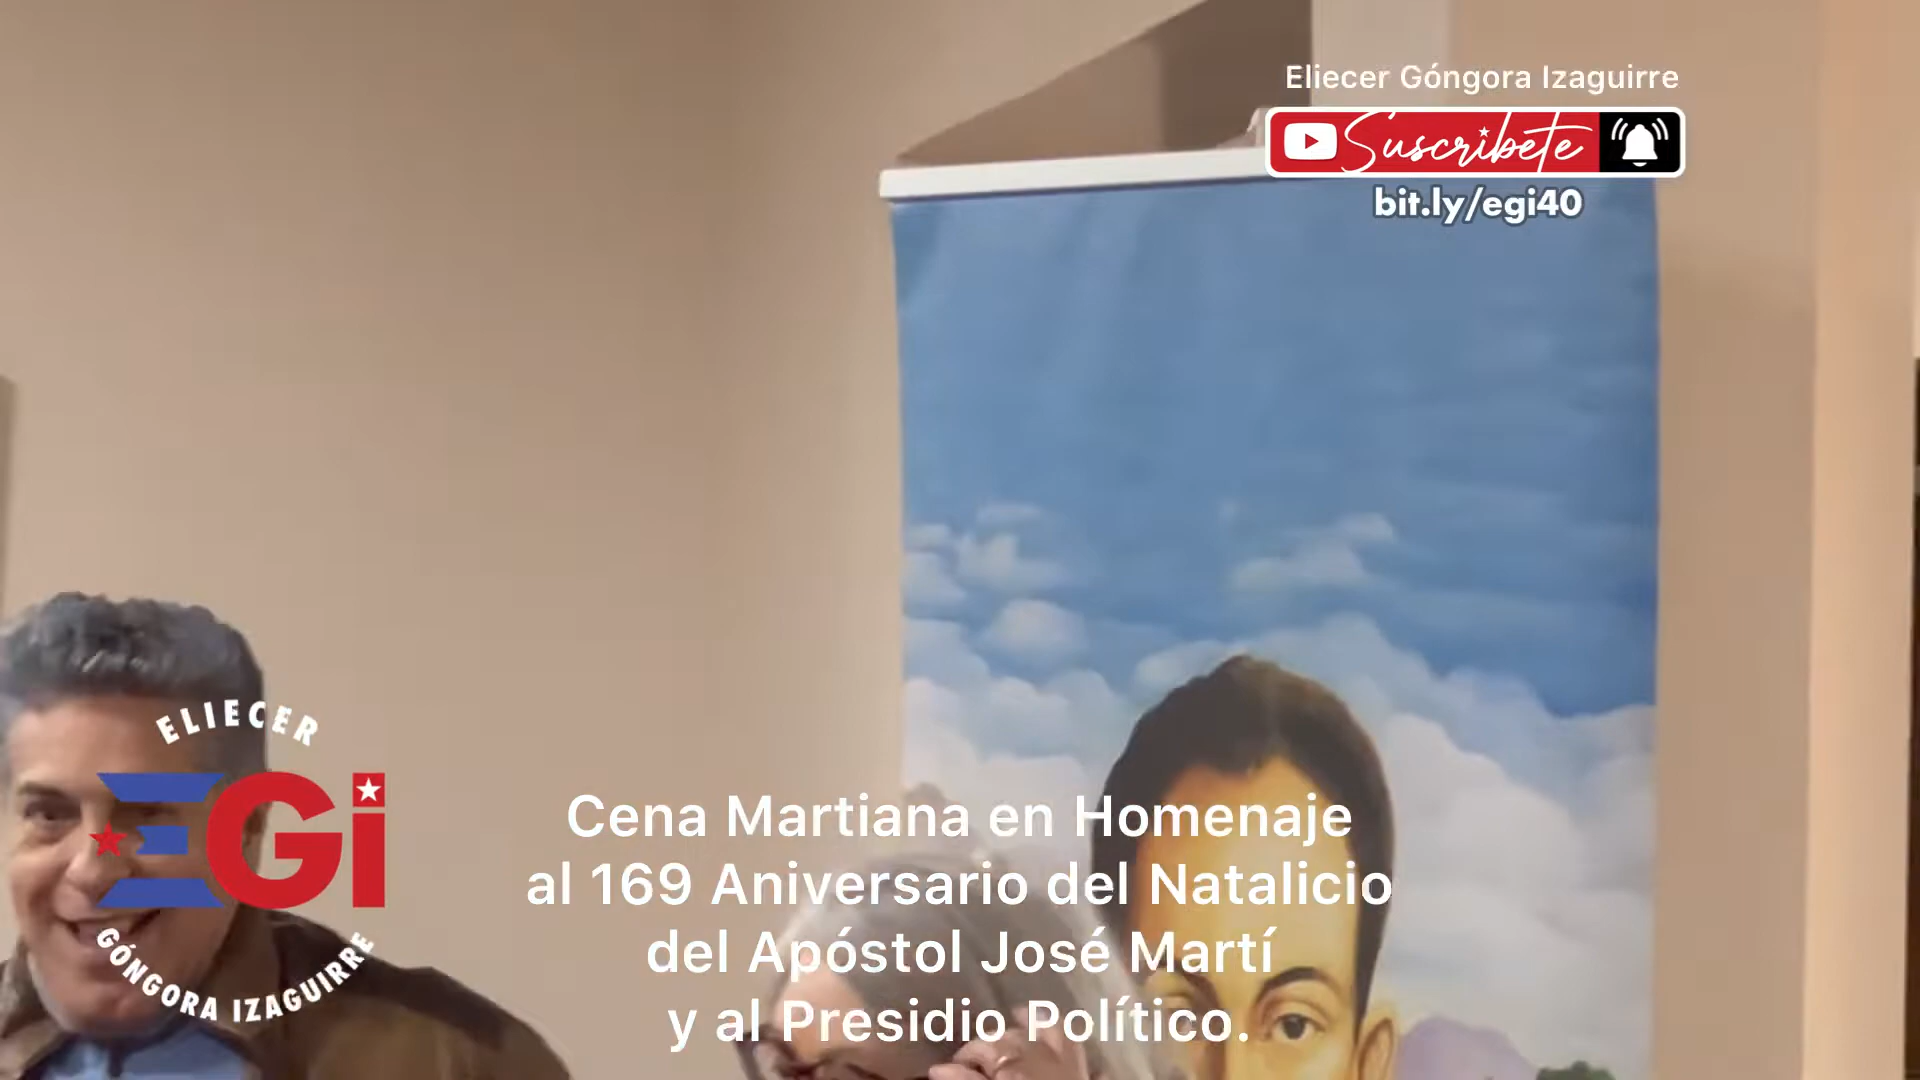 Eliecer Góngora Izaguirre
Suscribete
bit.ly/egi40
ELIECER
EGi
GÓNGORA IZAGUIRRE
Cena Martiana en Homenaje
al 169 Aniversario del Natalicio
del Apóstol José Martí
y al Presidio Político.